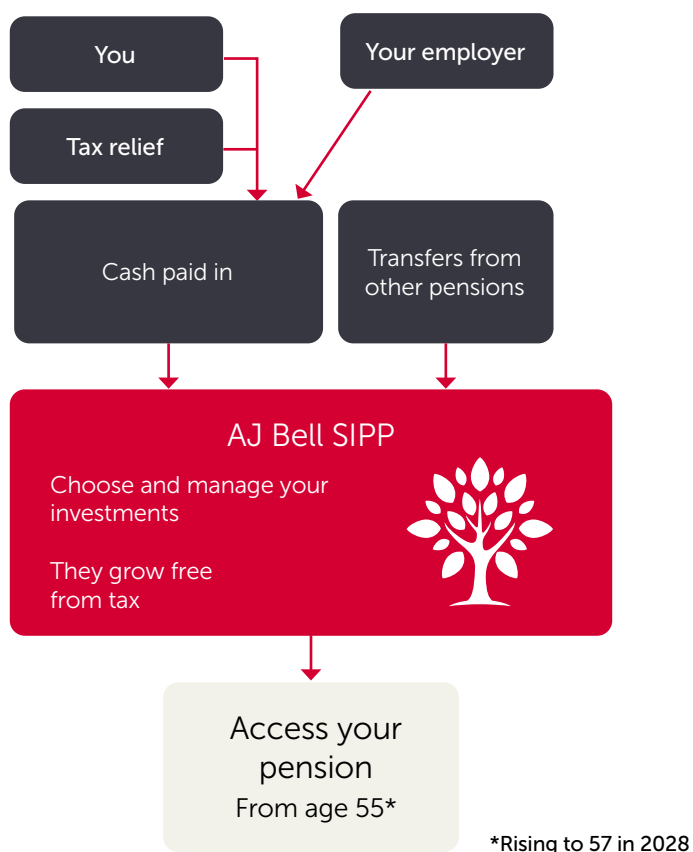 You
Your employer
Tax relief
Cash paid in
Transfers from
other pensions
AJ Bell SIPP
Choose and manage your
investments
They grow free
from tax
Access your
pension
From age 55*
*Rising to 57 in 2028